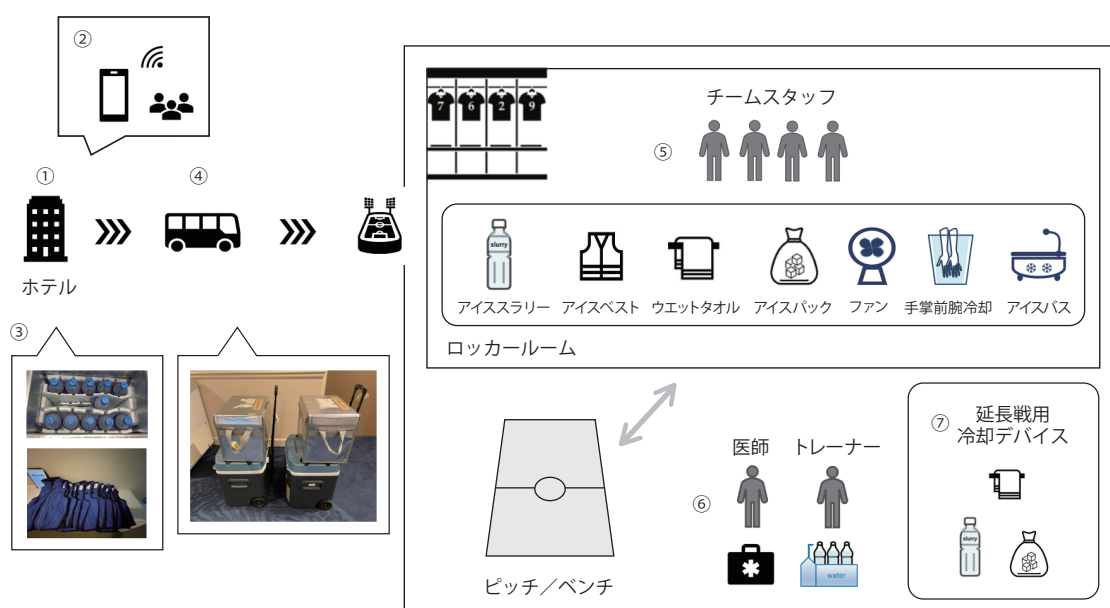 ②
7 6 2 9
チームスタッフ
⑤
①
④
slurry
ホテル
アイススラリー アイスベスト ウエットタオル アイスパック ファン 手掌前腕冷却 アイスバス
③
ロッカールーム
⑦ 延長戦用
冷却デバイス
医師 トレーナー
⑥
slurry
water
ピッチ／ベンチ